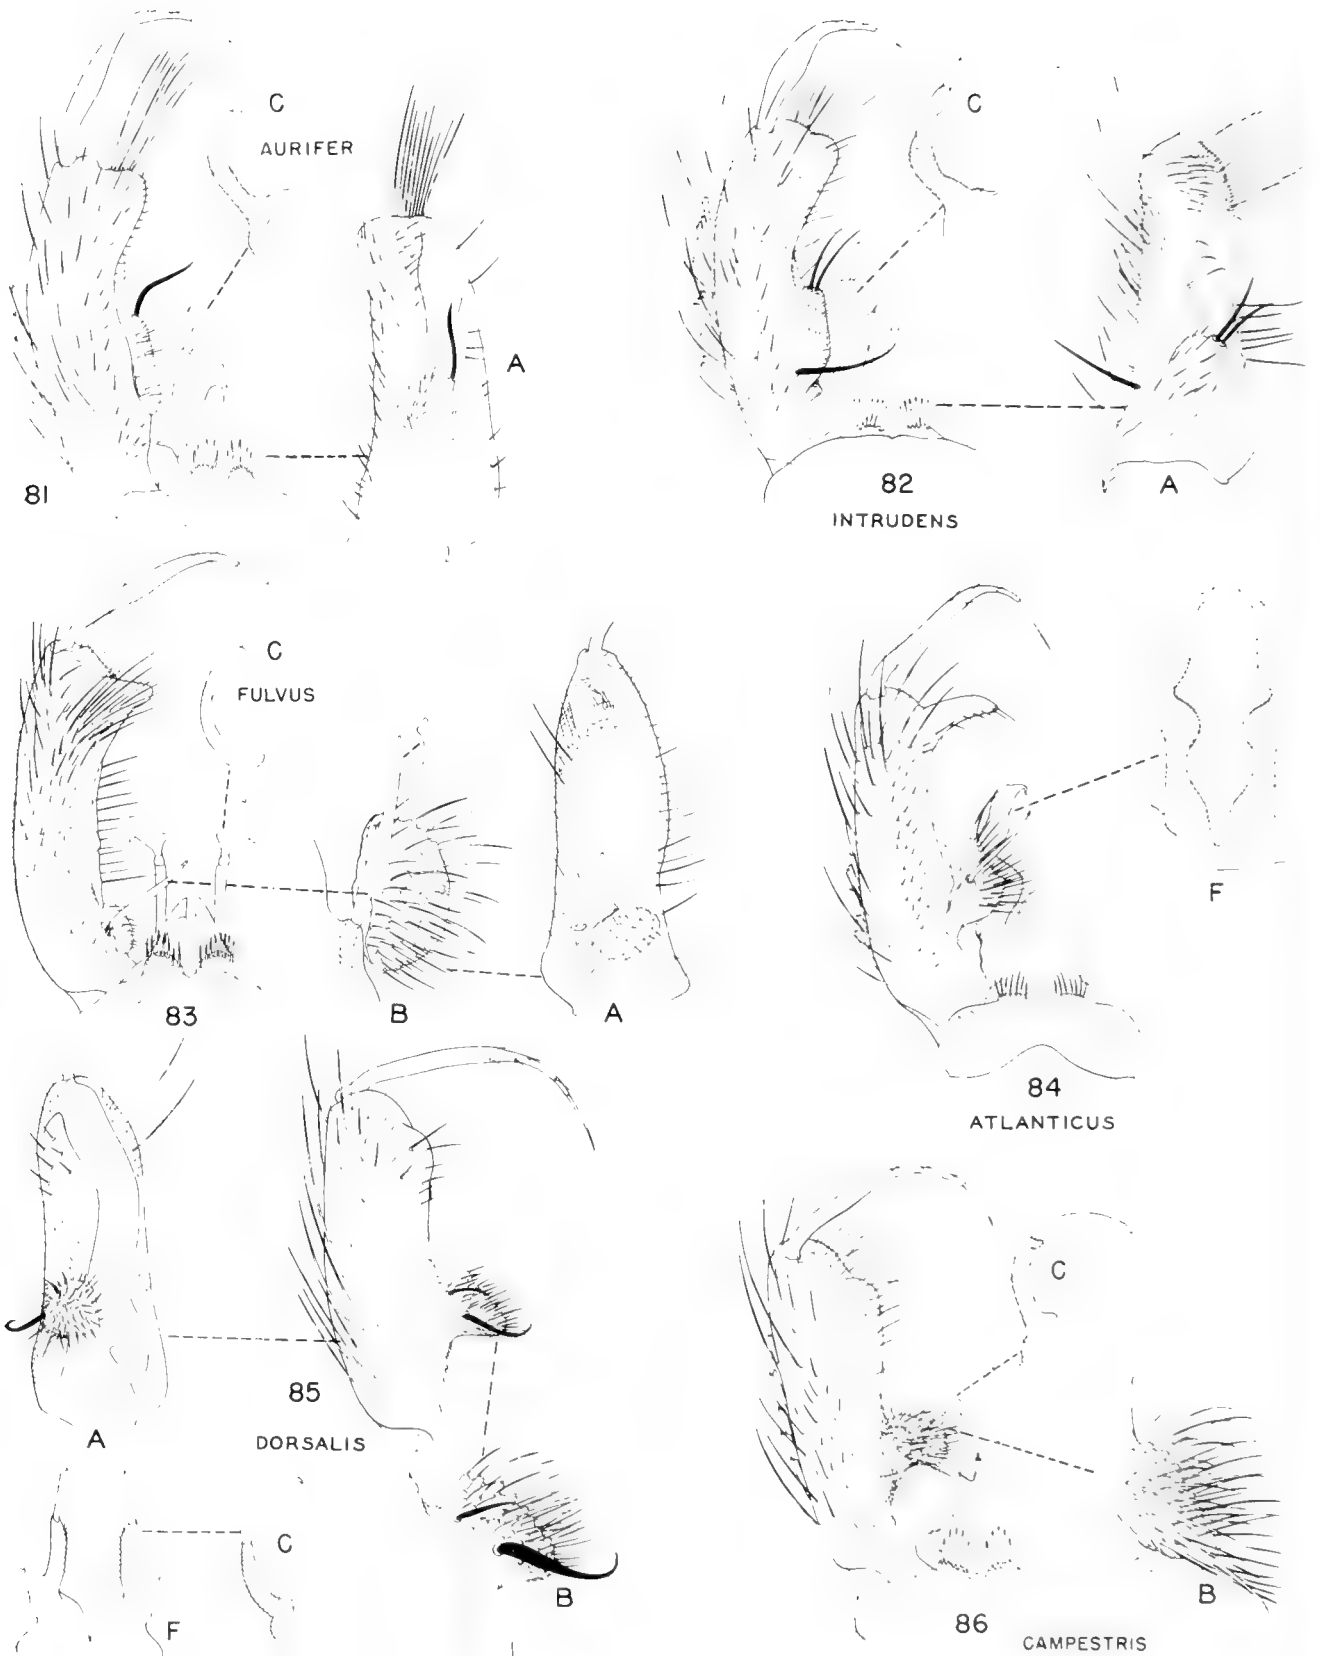 C
AURIFER
A
81
C
82
INTRUDENS
A
C
FULVUS
83
B
A
F
84
ATLANTICUS
A
85
DORSALIS
C
F
B
C
B
86
CAMPESTRIS